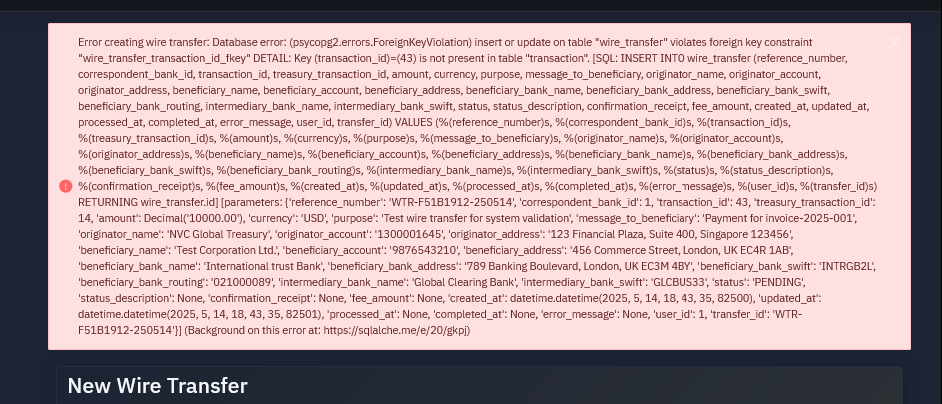 Error creating wire transfer: Database error: (psycopg2.errors.ForeignKeyViolation) insert or update on table "wire_transfer" violates foreign key constraint
"wire_transfer_transaction_id_fkey" DETAIL: Key (transaction_id)=(43) is not present in table "transaction". [SQL: INSERT INTO wire_transfer (reference_number,
correspondent_bank_id, transaction_id, treasury_transaction_id, amount, currency, purpose, message_to_beneficiary, originator_name, originator_account,
originator_address, beneficiary_name, beneficiary_account, beneficiary_address, beneficiary_bank_name, beneficiary_bank_address, beneficiary_bank_swift,
beneficiary_bank_routing, intermediary_bank_name, intermediary_bank_swift, status, status_description, confirmation_receipt, fee_amount, created_at, updated_at,
processed_at, completed_at, error_message, user_id, transfer_id) VALUES (%(reference_number)s, %(correspondent_bank_id)s, %(transaction_id)s,
%(treasury_transaction_id)s, %(amount)s, %(currency)s, %(purpose)s, %(message_to_beneficiary)s, %(originator_name)s, %(originator_account)s,
%(originator_address)s, %(beneficiary_name)s, %(beneficiary_account)s, %(beneficiary_address)s, %(beneficiary_bank_name)s, %(beneficiary_bank_address)s,
%(beneficiary_bank_swift)s, %(beneficiary_bank_routing)s, %(intermediary_bank_name)s, %(intermediary_bank_swift)s, %(status)s, %(status_description)s,
%(confirmation_receipt)s, %(fee_amount)s, %(created_at)s, %(updated_at)s, %(processed_at)s, %(completed_at)s, %(error_message)s, %(user_id)s, %(transfer_id)s)
RETURNING wire_transfer.id] [parameters: {'reference_number': 'WTR-F51B1912-250514', 'correspondent_bank_id': 1, 'transaction_id': 43, 'treasury_transaction_id':
14, 'amount': Decimal('10000.00'), 'currency': 'USD', 'purpose': 'Test wire transfer for system validation', 'message_to_beneficiary': 'Payment for invoice-2025-001',
'originator_name': 'NVC Global Treasury', 'originator_account': '1300001645', 'originator_address': '123 Financial Plaza, Suite 400, Singapore 123456',
'beneficiary_name': 'Test Corporation Ltd.', 'beneficiary_account': '9876543210', 'beneficiary_address': '456 Commerce Street, London, UK EC4R 1AB',
'beneficiary_bank_name': 'International trust Bank', 'beneficiary_bank_address': '789 Banking Boulevard, London, UK EC3M 4BY', 'beneficiary_bank_swift': 'INTRGB2L',
'beneficiary_bank_routing': '021000089', 'intermediary_bank_name': 'Global Clearing Bank', 'intermediary_bank_swift': 'GLCBUS33', 'status': 'PENDING',
'status_description': None, 'confirmation_receipt': None, 'fee_amount': None, 'created_at': datetime.datetime(2025, 5, 14, 18, 43, 35, 82500), 'updated_at':
datetime.datetime(2025, 5, 14, 18, 43, 35, 82501), 'processed_at': None, 'completed_at': None, 'error_message': None, 'user_id': 1, 'transfer_id': 'WTR-
F51B1912-250514'}] (Background on this error at: https://sqlalche.me/e/20/gkpj)
New Wire Transfer